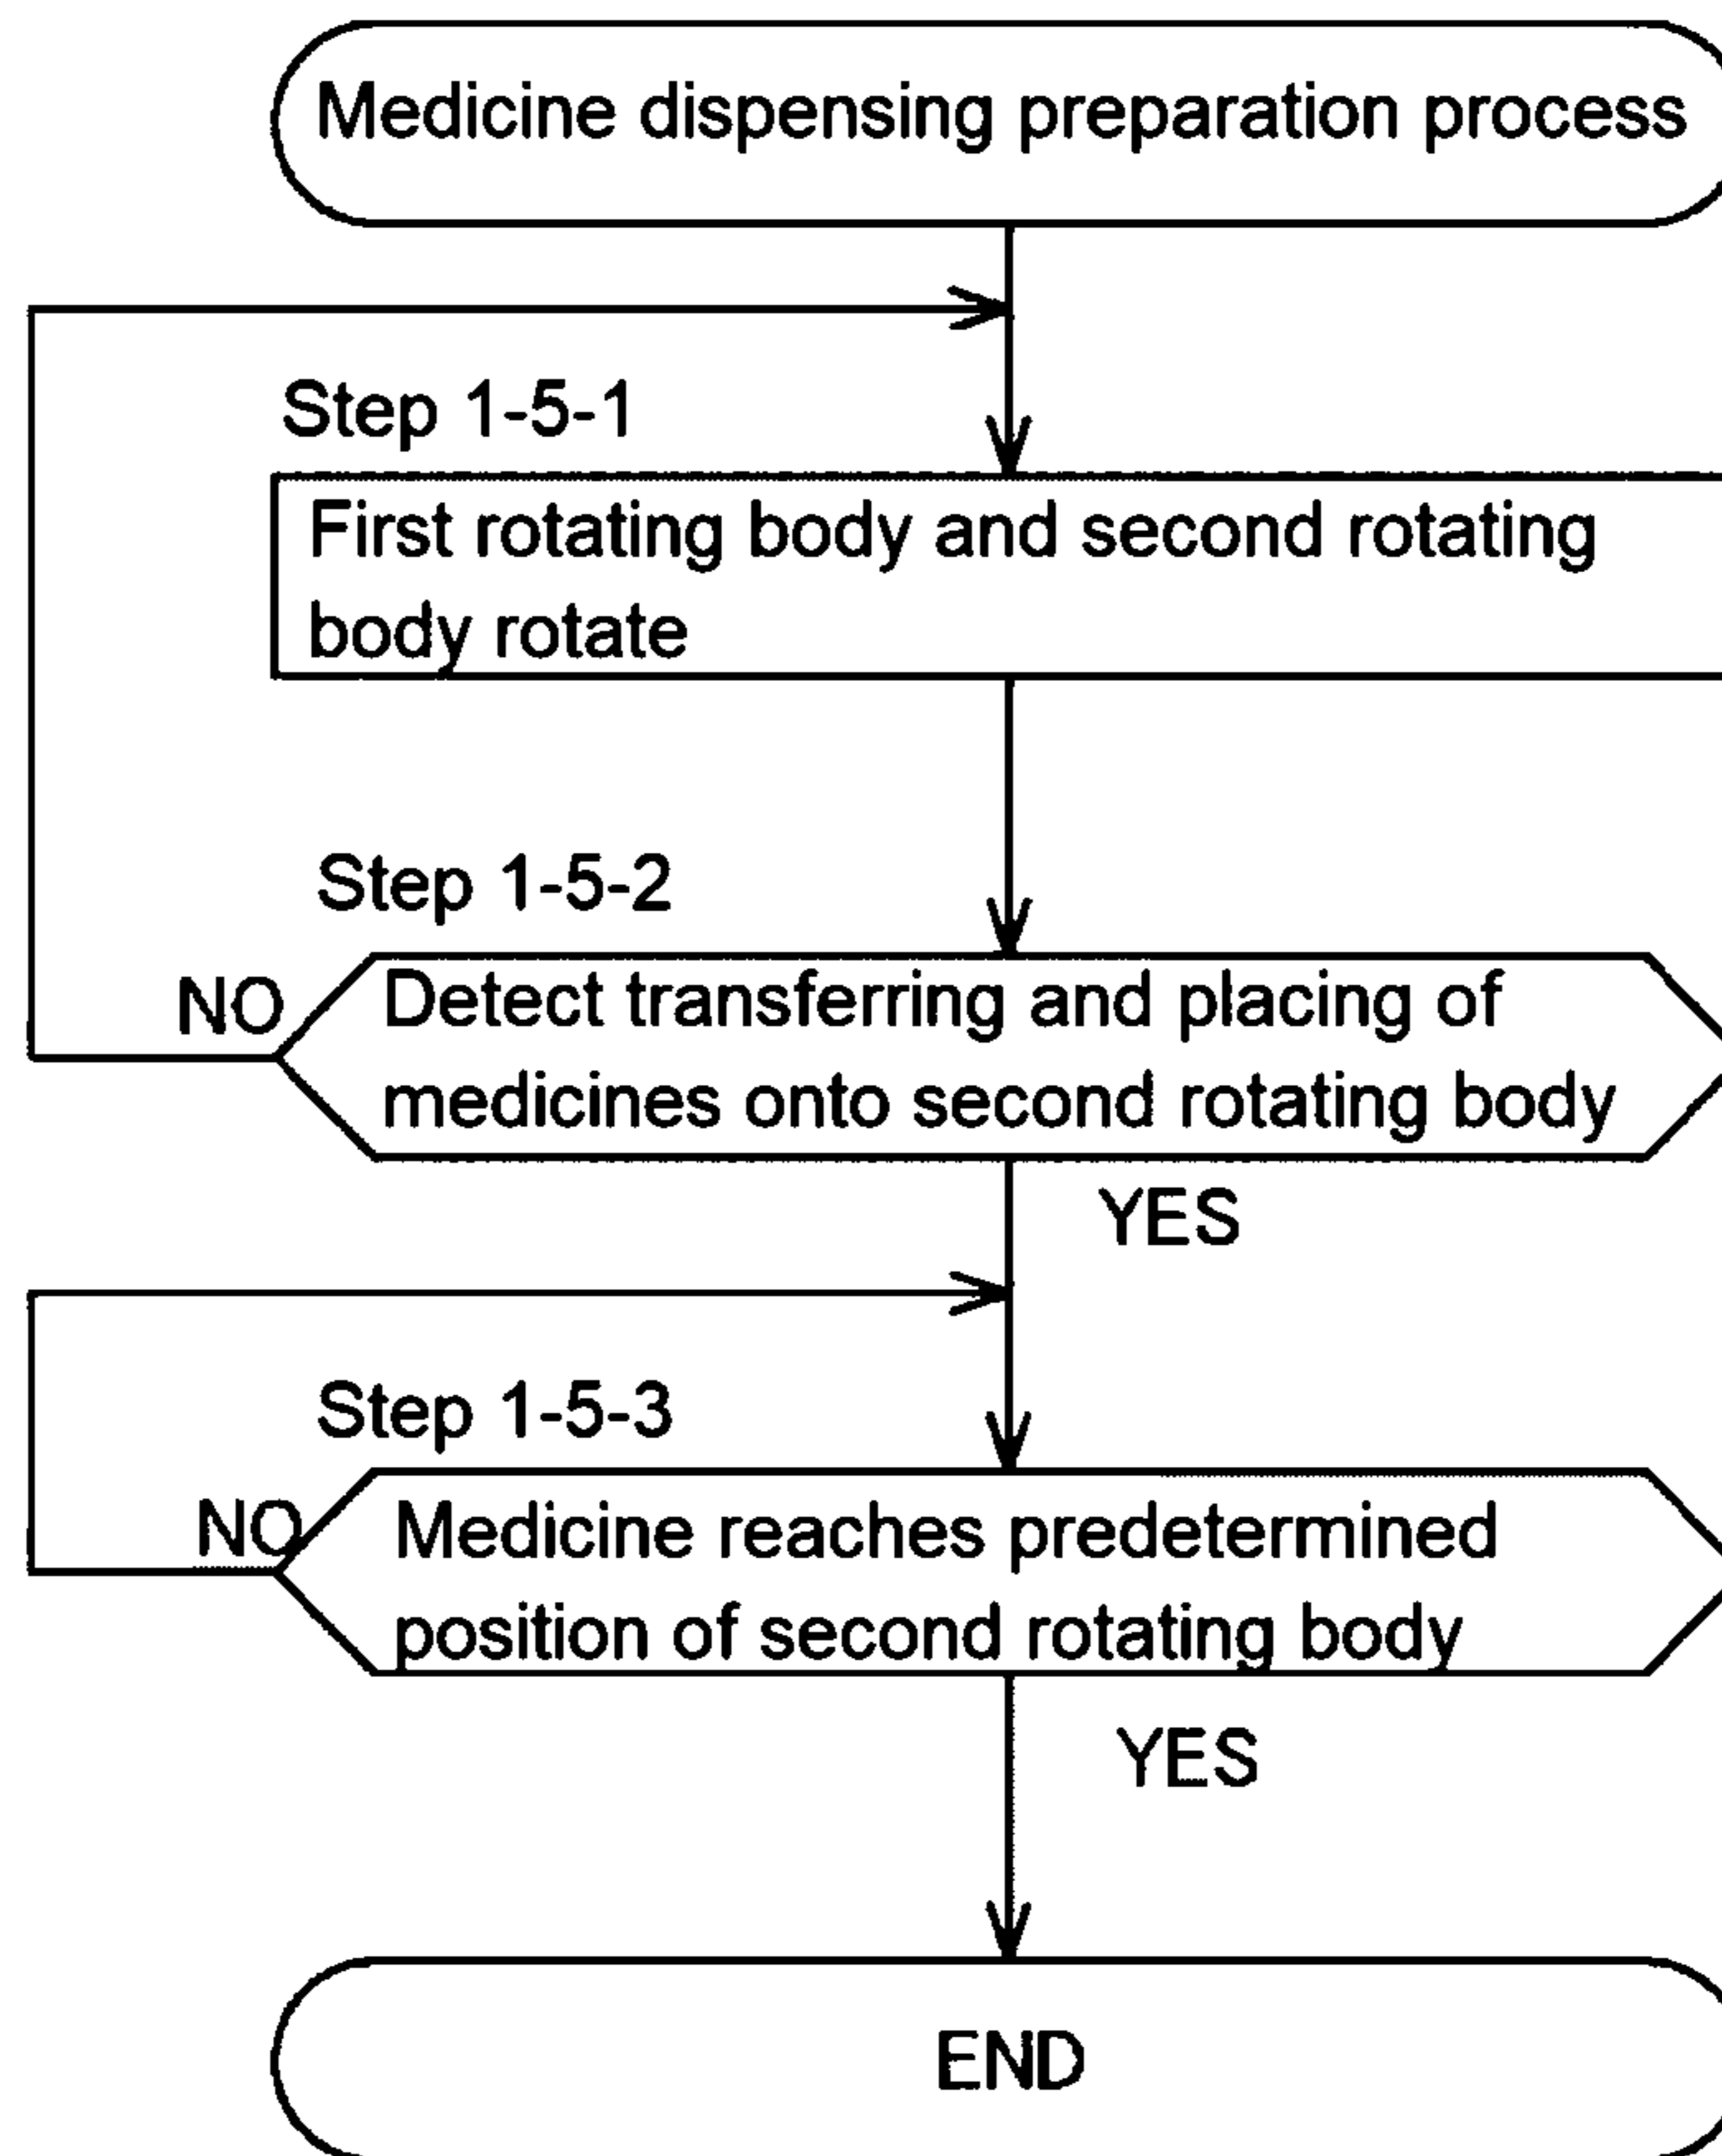 Medicine dispensing preparation process
Step 1-5-1
First rotating body and second rotating
body rotate
Step 1-5-2
NO
Detect transferring and placing of
medicines onto second rotating body
YES
Step 1-5-3
NO
Medicine reaches predetermined
position of second rotating body
YES
END